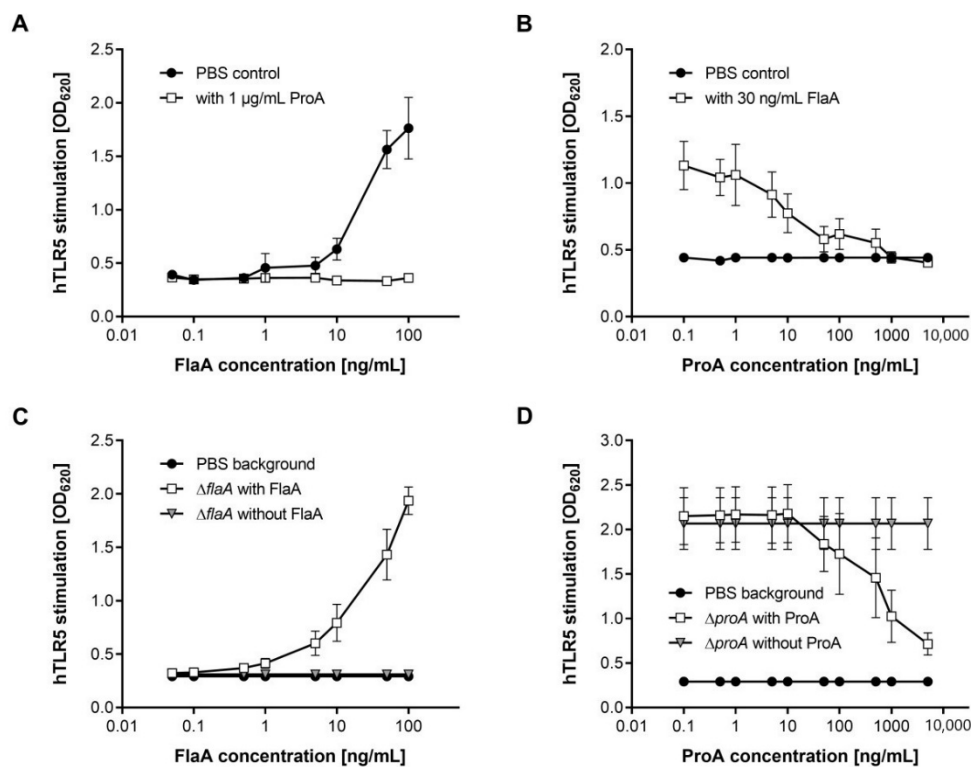 A
hTLR5 stimulation [OD620]
2.5
2.0
1.5
1.0
0.5
0.0
PBS control
with 1 µg/mL ProA
0.01
0.1
1
10
100
FlaA concentration [ng/mL]
B
hTLR5 stimulation [OD620]
2.0
1.5
1.0
0.5
0.0
PBS control
with 30 ng/mL FlaA
0.01
0.1
1
10
100
1000
10,000
ProA concentration [ng/mL]
C
hTLR5 stimulation [OD620]
2.5
2.0
1.5
1.0
0.5
0.0
PBS background
ΔflaA with FlaA
ΔflaA without FlaA
0.01
0.1
1
10
100
FlaA concentration [ng/mL]
D
hTLR5 stimulation [OD620]
3.0
2.5
2.0
1.5
1.0
0.5
0.0
PBS background
ΔproA with ProA
ΔproA without ProA
0.01
0.1
1
10
100
1000
10,000
ProA concentration [ng/mL]